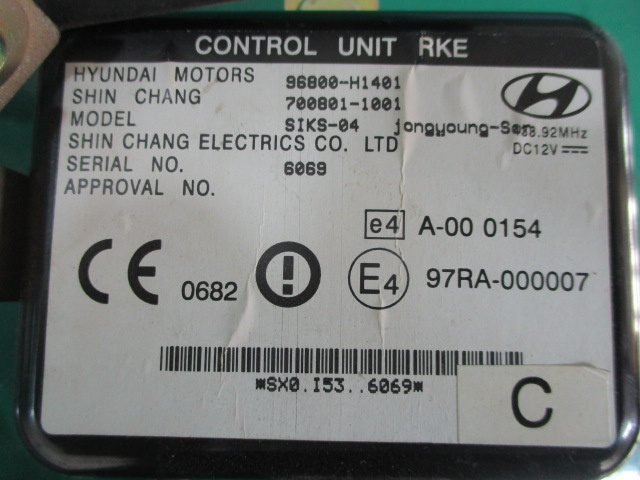 CONTROL UNIT RKE
HYUNDAI MOTORS 96800-H1401
SHIN CHANG 700801-1001
MODEL SIKS-04 jongyoung-
SHIN CHANG ELECTRICS CO. LTD DC12V
SERIAL NO. 6069
APPROVAL NO.
e4 A-00 0154
CE 0682 E4 97RA-000007
*SX0.I53..6069*
C